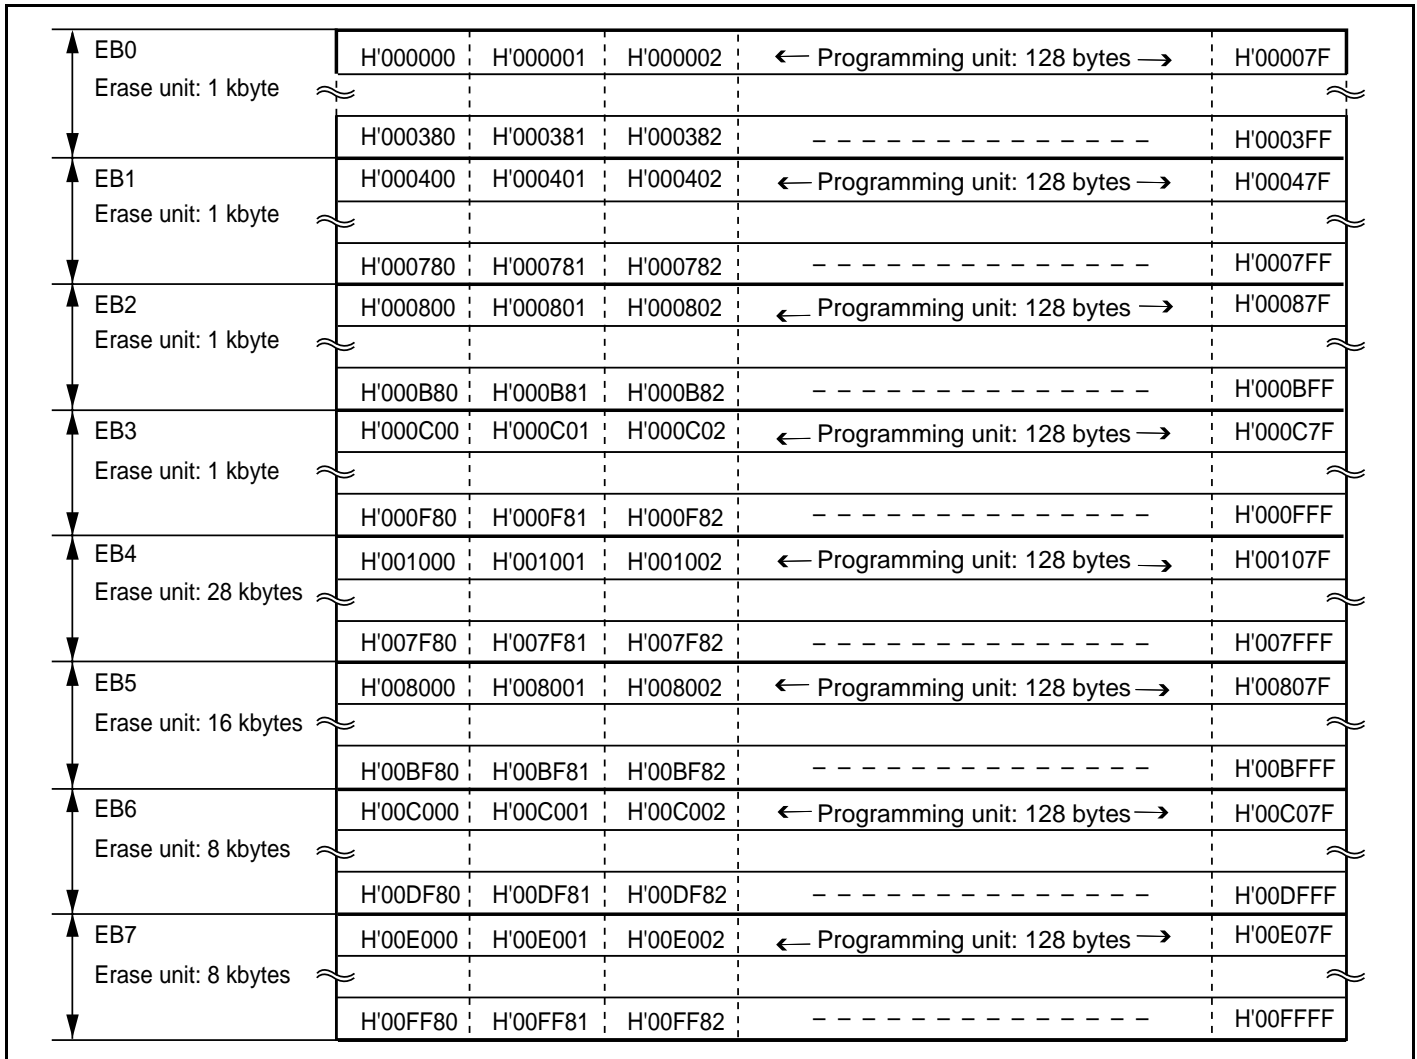 EB0
H'000000 H'000001 H'000002 Programming unit: 128 bytes H'00007F
Erase unit: 1 kbyte
H'000380 H'000381 H'000382 H'0003FF
EB1
H'000400 H'000401 H'000402 Programming unit: 128 bytes H'00047F
Erase unit: 1 kbyte
H'000780 H'000781 H'000782 H'0007FF
EB2
H'000800 H'000801 H'000802 Programming unit: 128 bytes H'00087F
Erase unit: 1 kbyte
H'000B80 H'000B81 H'000B82 H'000BFF
EB3
H'000C00 H'000C01 H'000C02 Programming unit: 128 bytes H'000C7F
Erase unit: 1 kbyte
H'000F80 H'000F81 H'000F82 H'000FFF
EB4
H'001000 H'001001 H'001002 Programming unit: 128 bytes H'00107F
Erase unit: 28 kbytes
H'007F80 H'007F81 H'007F82 H'007FFF
EB5
H'008000 H'008001 H'008002 Programming unit: 128 bytes H'00807F
Erase unit: 16 kbytes
H'00BF80 H'00BF81 H'00BF82 H'00BFFF
EB6
H'00C000 H'00C001 H'00C002 Programming unit: 128 bytes H'00C07F
Erase unit: 8 kbytes
H'00DF80 H'00DF81 H'00DF82 H'00DFFF
EB7
H'00E000 H'00E001 H'00E002 Programming unit: 128 bytes H'00E07F
Erase unit: 8 kbytes
H'00FF80 H'00FF81 H'00FF82 H'00FFFF